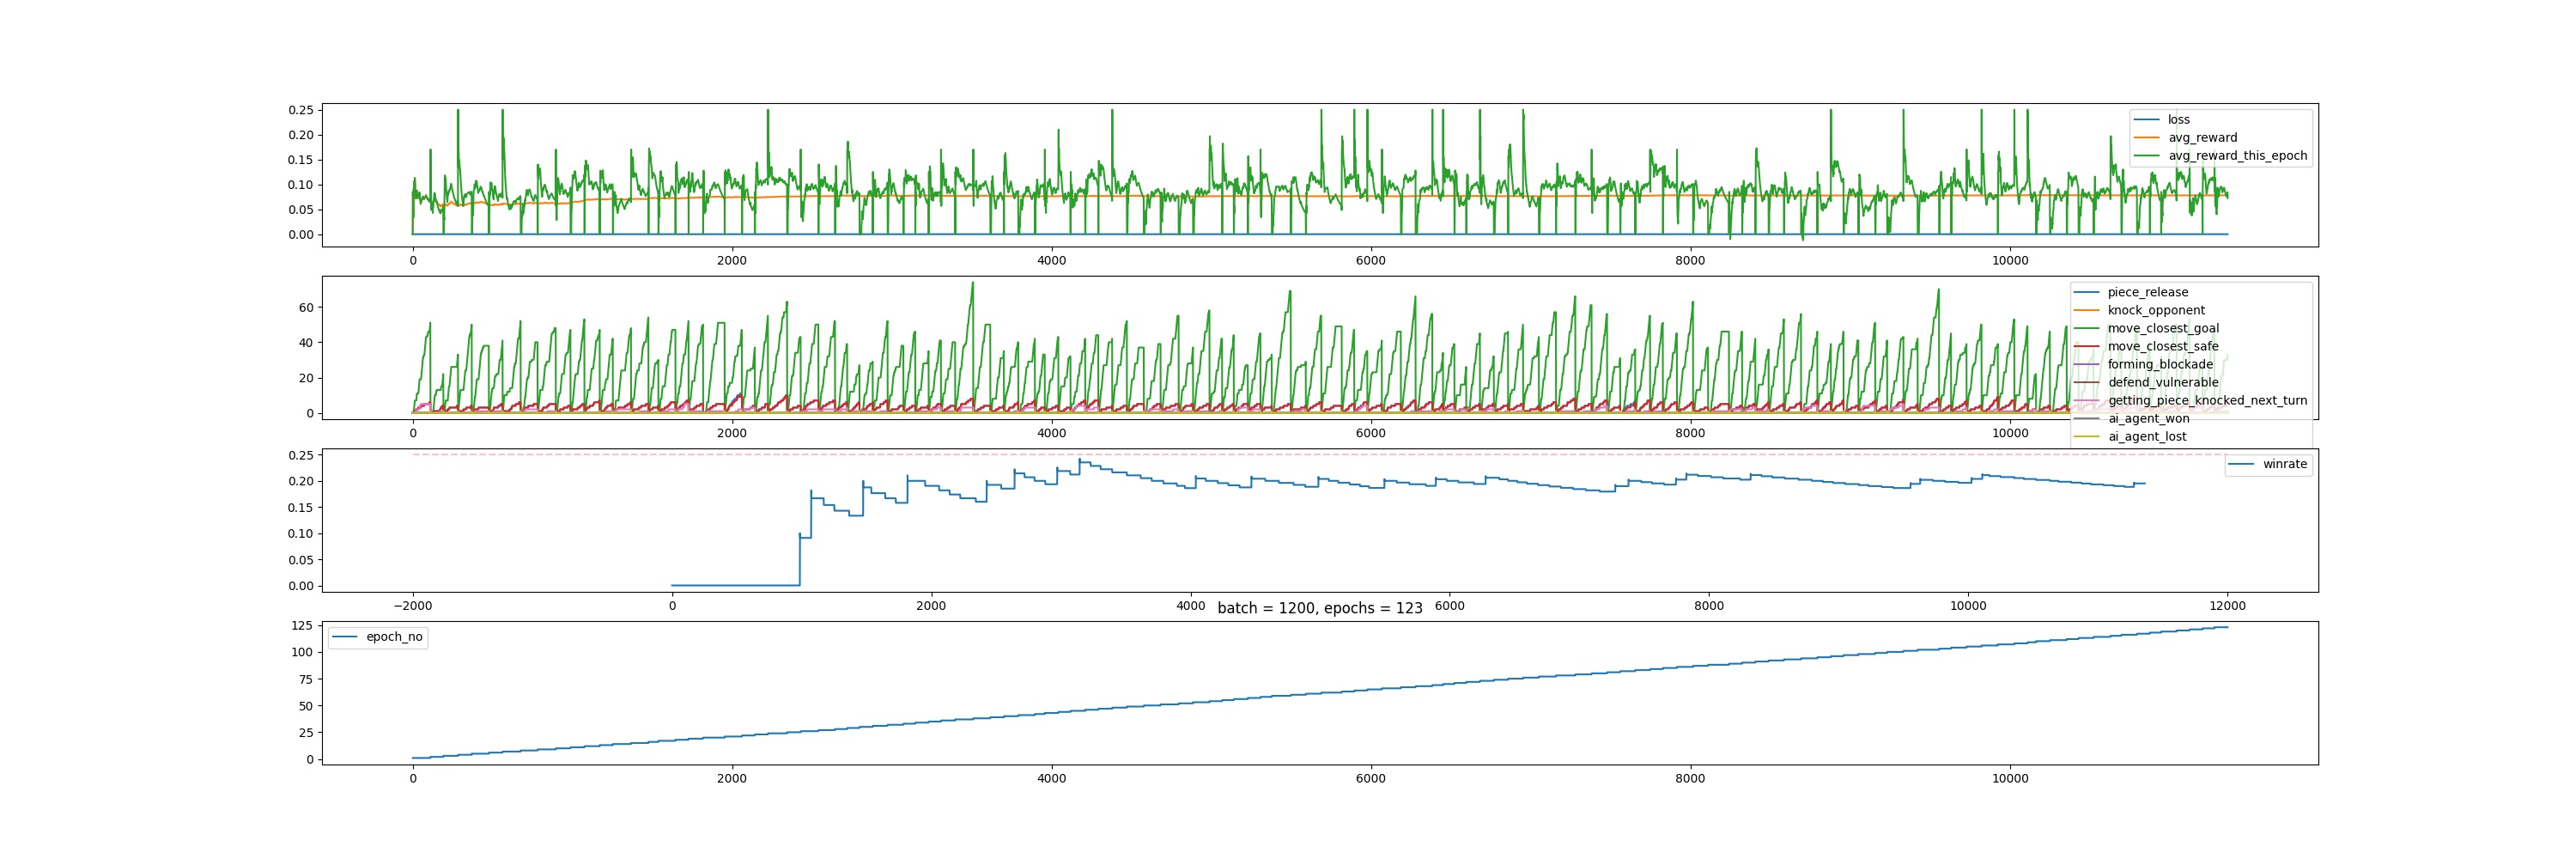 0.25
0.20
0.15
0.10
0.05
0.00
loss
avg_reward
avg_reward_this_epoch
0 2000 4000 6000 8000 10000
60
40
20
0
piece_release
knock_opponent
move_closest_goal
move_closest_safe
forming_blockade
defend_vulnerable
getting_piece_knocked_next_turn
ai_agent_won
ai_agent_lost
0 2000 4000 6000 8000 10000
0.25
0.20
0.15
0.10
0.05
0.00
winrate
−2000 0 2000 4000 6000 8000 10000 12000
batch = 1200, epochs = 123
125
100
75
50
25
0
epoch_no
0 2000 4000 6000 8000 10000